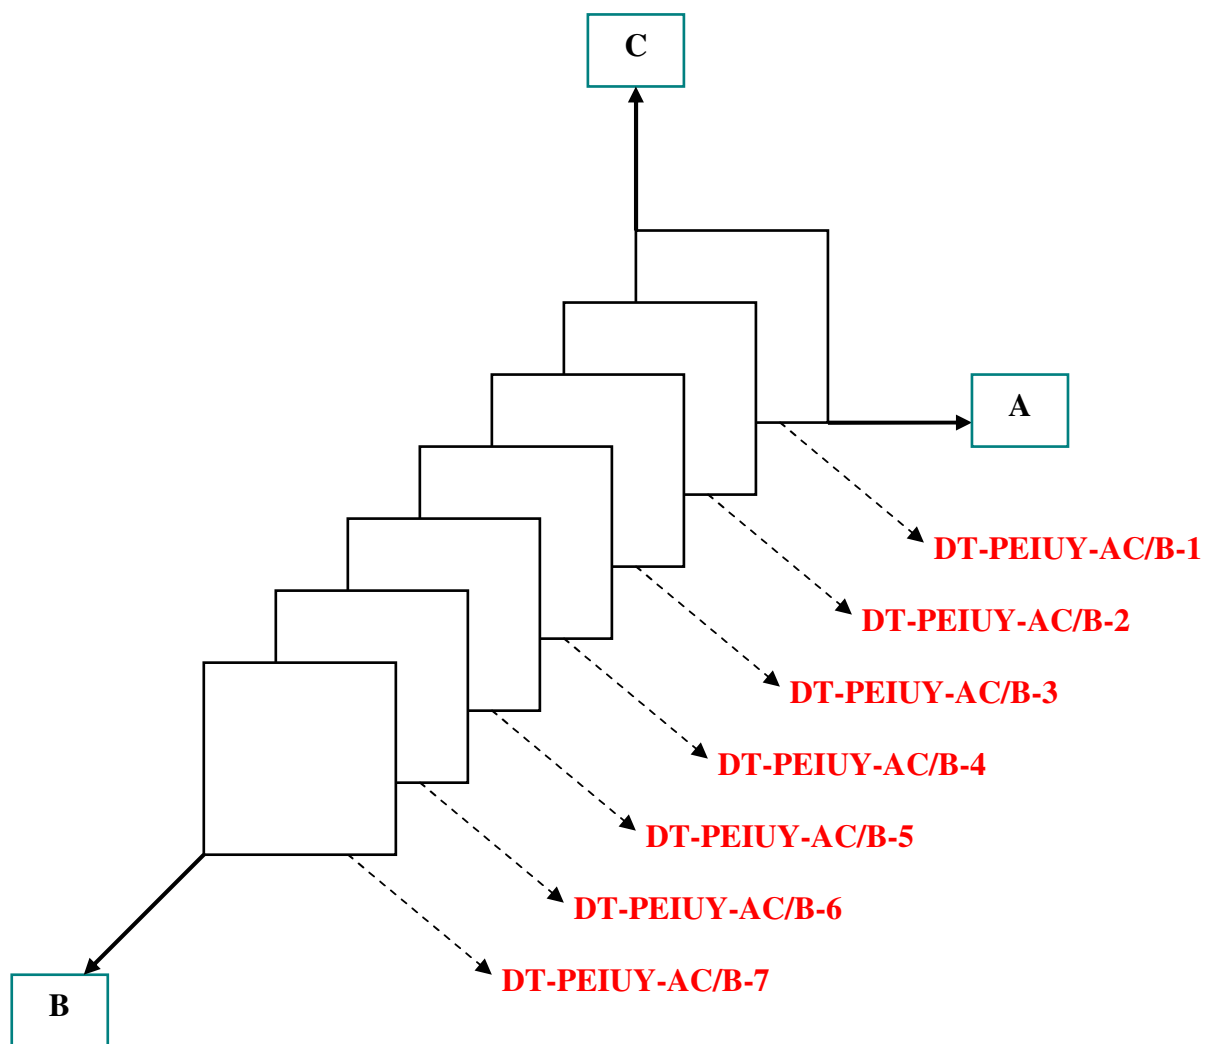 C
A
DT-PEIUY-AC/B-1
DT-PEIUY-AC/B-2
DT-PEIUY-AC/B-3
DT-PEIUY-AC/B-4
DT-PEIUY-AC/B-5
DT-PEIUY-AC/B-6
DT-PEIUY-AC/B-7
B